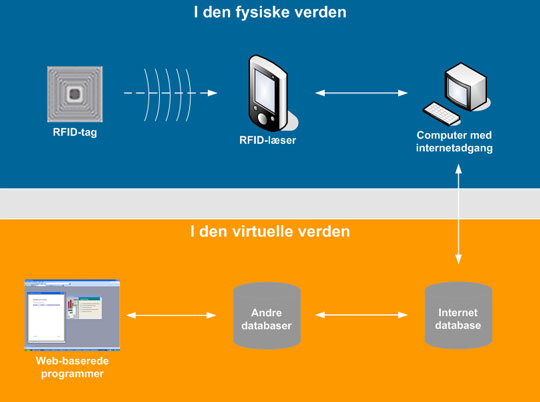 I den fysiske verden
RFID-tag
RFID-læser
Computer med
internetadgang
I den virtuelle verden
Web-baserede
programmer
Andre
databaser
Internet
database